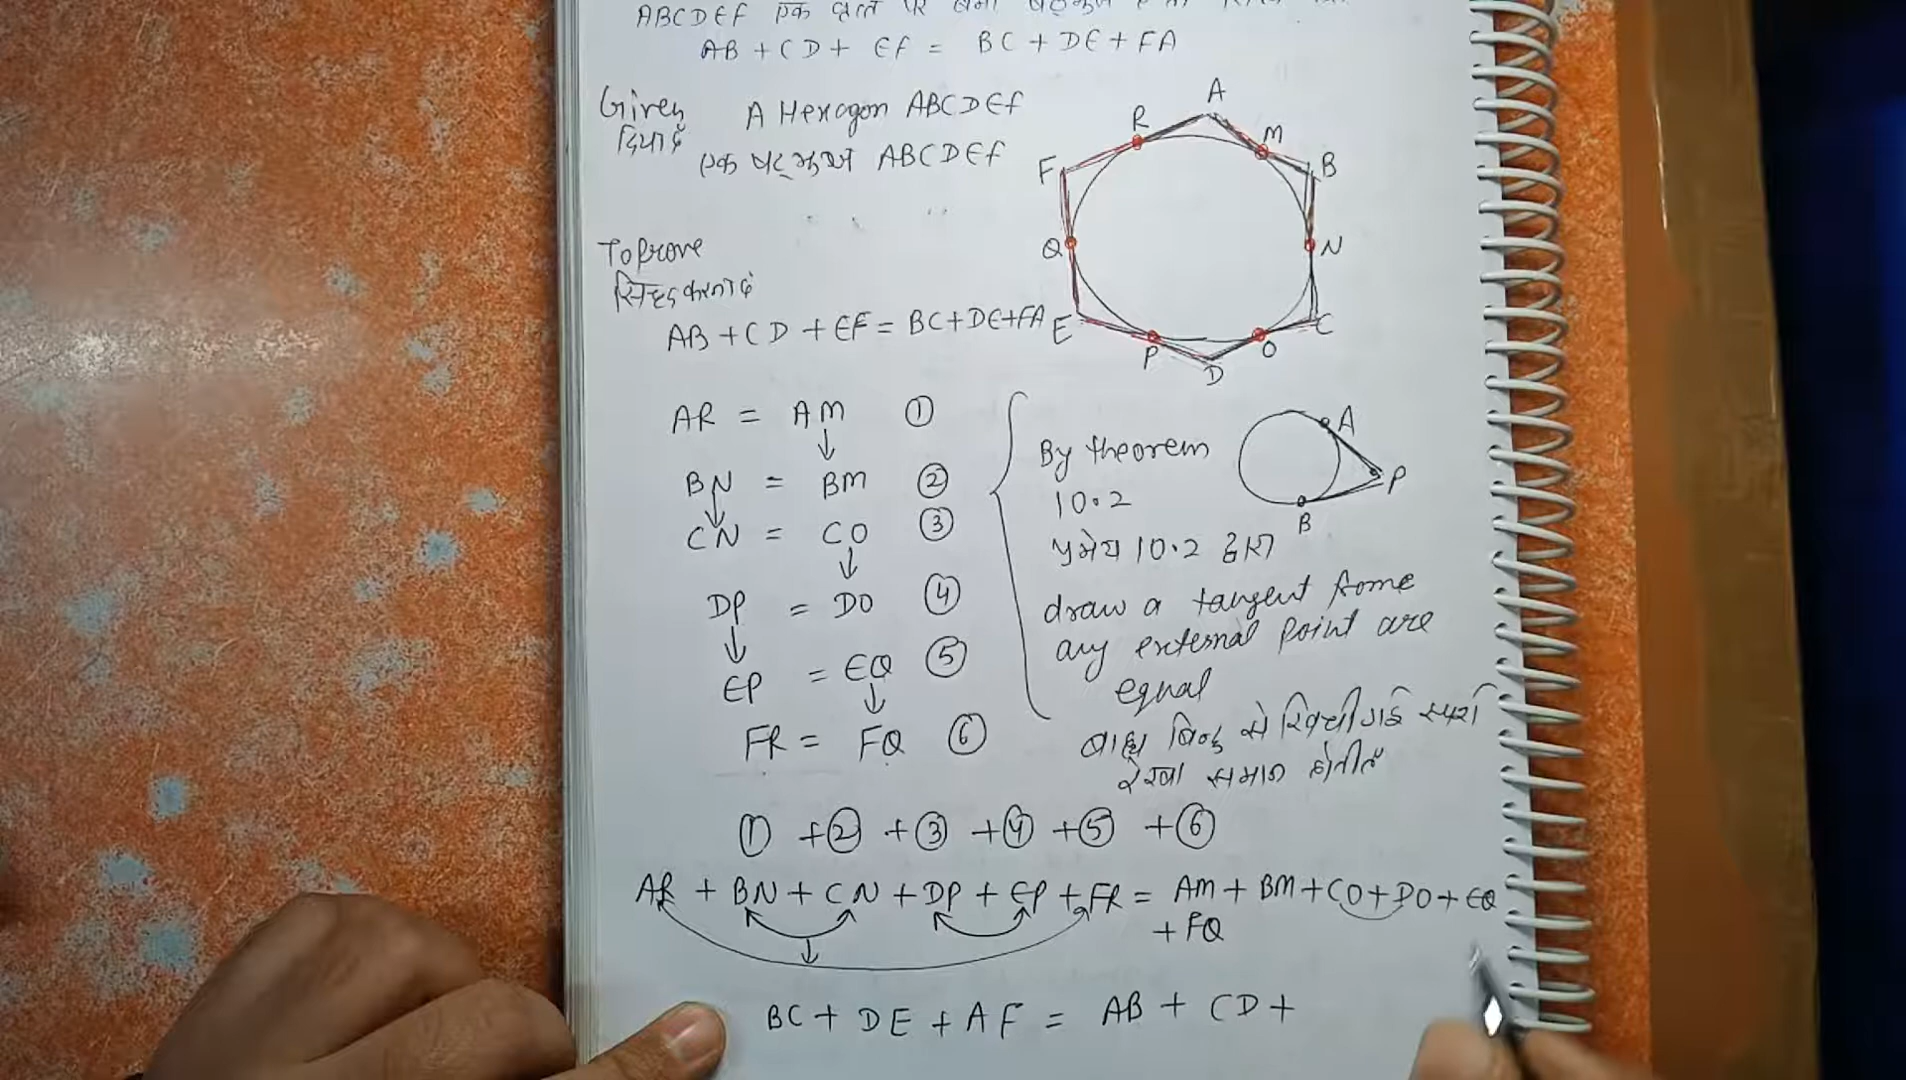 ABCDEF एक वृत्त पर बना
AB + CD + EF = BC + DE + FA
Given A Hexagon ABCDEF
दिया है
एक षट्भुज ABCDEF
To Prove
सिद्ध करना है
AB + CD + EF = BC + DE + FA
A
R
M
F
B
Q
N
E
C
P
O
D
AR = AM ①
BN = BM ②
CN = CO ③
DP = DO ④
EP = EQ ⑤
FR = FQ ⑥
By theorem
10.2
प्रमेय 10.2 द्वारा
draw a tangent frome
any external point are
equal
वाह्य बिन्दु से खिची गई स्पर्श
रेखा समान होती है
A
P
B
① + ② + ③ + ④ + ⑤ + ⑥
AR + BN + CN + DP + EP + FR = AM + BM + CO + DO + EQ
+ FQ
BC + DE + AF = AB + CD +